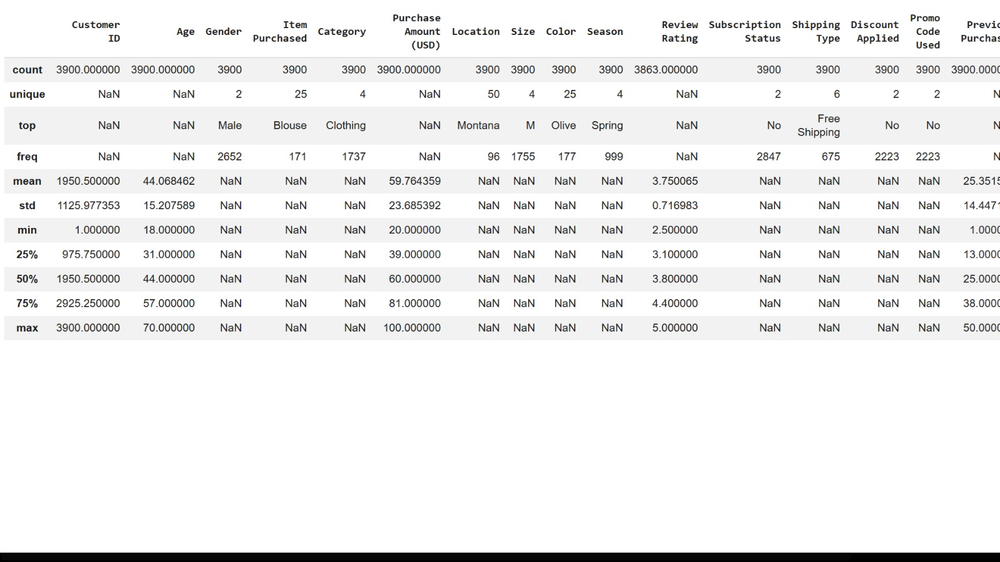 Customer ID Age Gender Item Purchased Category Purchase Amount (USD) Location Size Color Season Review Rating Subscription Status Shipping Type Discount Applied Promo Code Used Previo Purchas
count 3900.000000 3900.000000 3900 3900 3900 3900.000000 3900 3900 3900 3900 3863.000000 3900 3900 3900 3900 3900.0000
unique NaN NaN 2 25 4 NaN 50 4 25 4 NaN 2 6 2 2 N
top NaN NaN Male Blouse Clothing NaN Montana M Olive Spring NaN No Free Shipping No No N
freq NaN NaN 2652 171 1737 NaN 96 1755 177 999 NaN 2847 675 2223 2223 N
mean 1950.500000 44.068462 NaN NaN NaN 59.764359 NaN NaN NaN NaN 3.750065 NaN NaN NaN NaN 25.3515
std 1125.977353 15.207589 NaN NaN NaN 23.685392 NaN NaN NaN NaN 0.716983 NaN NaN NaN NaN 14.4471
min 1.000000 18.000000 NaN NaN NaN 20.000000 NaN NaN NaN NaN 2.500000 NaN NaN NaN NaN 1.0000
25% 975.750000 31.000000 NaN NaN NaN 39.000000 NaN NaN NaN NaN 3.100000 NaN NaN NaN NaN 13.0000
50% 1950.500000 44.000000 NaN NaN NaN 60.000000 NaN NaN NaN NaN 3.800000 NaN NaN NaN NaN 25.0000
75% 2925.250000 57.000000 NaN NaN NaN 81.000000 NaN NaN NaN NaN 4.400000 NaN NaN NaN NaN 38.0000
max 3900.000000 70.000000 NaN NaN NaN 100.000000 NaN NaN NaN NaN 5.000000 NaN NaN NaN NaN 50.0000